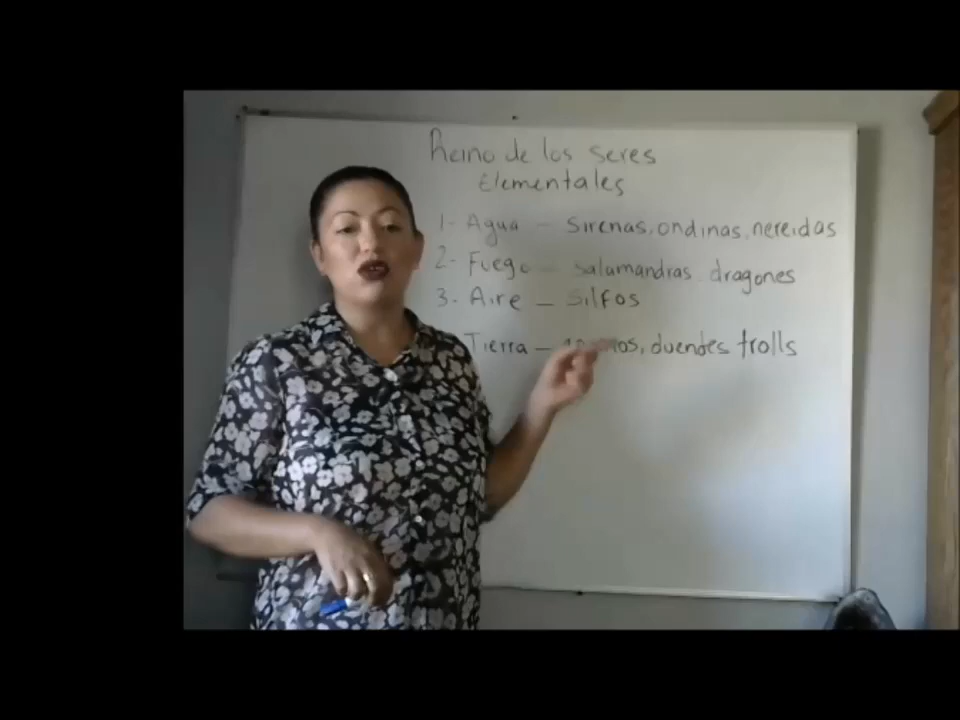 Reino de los seres
Elementales
1- Agua - Sirenas, ondinas, nereidas
2- Fuego - salamandras dragones
3- Aire - Silfos
Tierra - duendes trolls